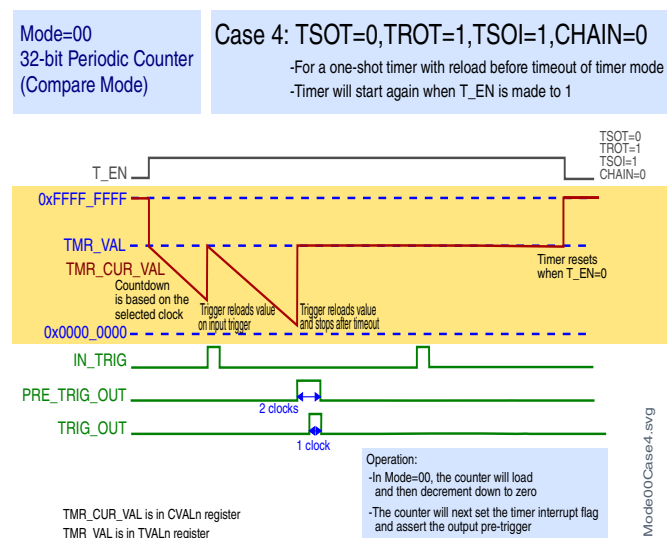 Mode=00
32-bit Periodic Counter
(Compare Mode)
Case 4: TSOT=0,TROT=1,TSOI=1,CHAIN=0
-For a one-shot timer with reload before timeout of timer mode
-Timer will start again when T_EN is made to 1
TSOT=0
TROT=1
TSOI=1
CHAIN=0
T_EN
0xFFFF_FFFF
TMR_VAL
TMR_CUR_VAL
Countdown
is based on the
selected clock
Trigger reloads value
on input trigger
Trigger reloads value
and stops after timeout
Timer resets
when T_EN=0
0x0000_0000
IN_TRIG
PRE_TRIG_OUT
2 clocks
TRIG_OUT
1 clock
Operation:
-In Mode=00, the counter will load
and then decrement down to zero
-The counter will next set the timer interrupt flag
and assert the output pre-trigger
TMR_CUR_VAL is in CVALn register
TMR_VAL is in TVALn register
Mode00Case4.svg